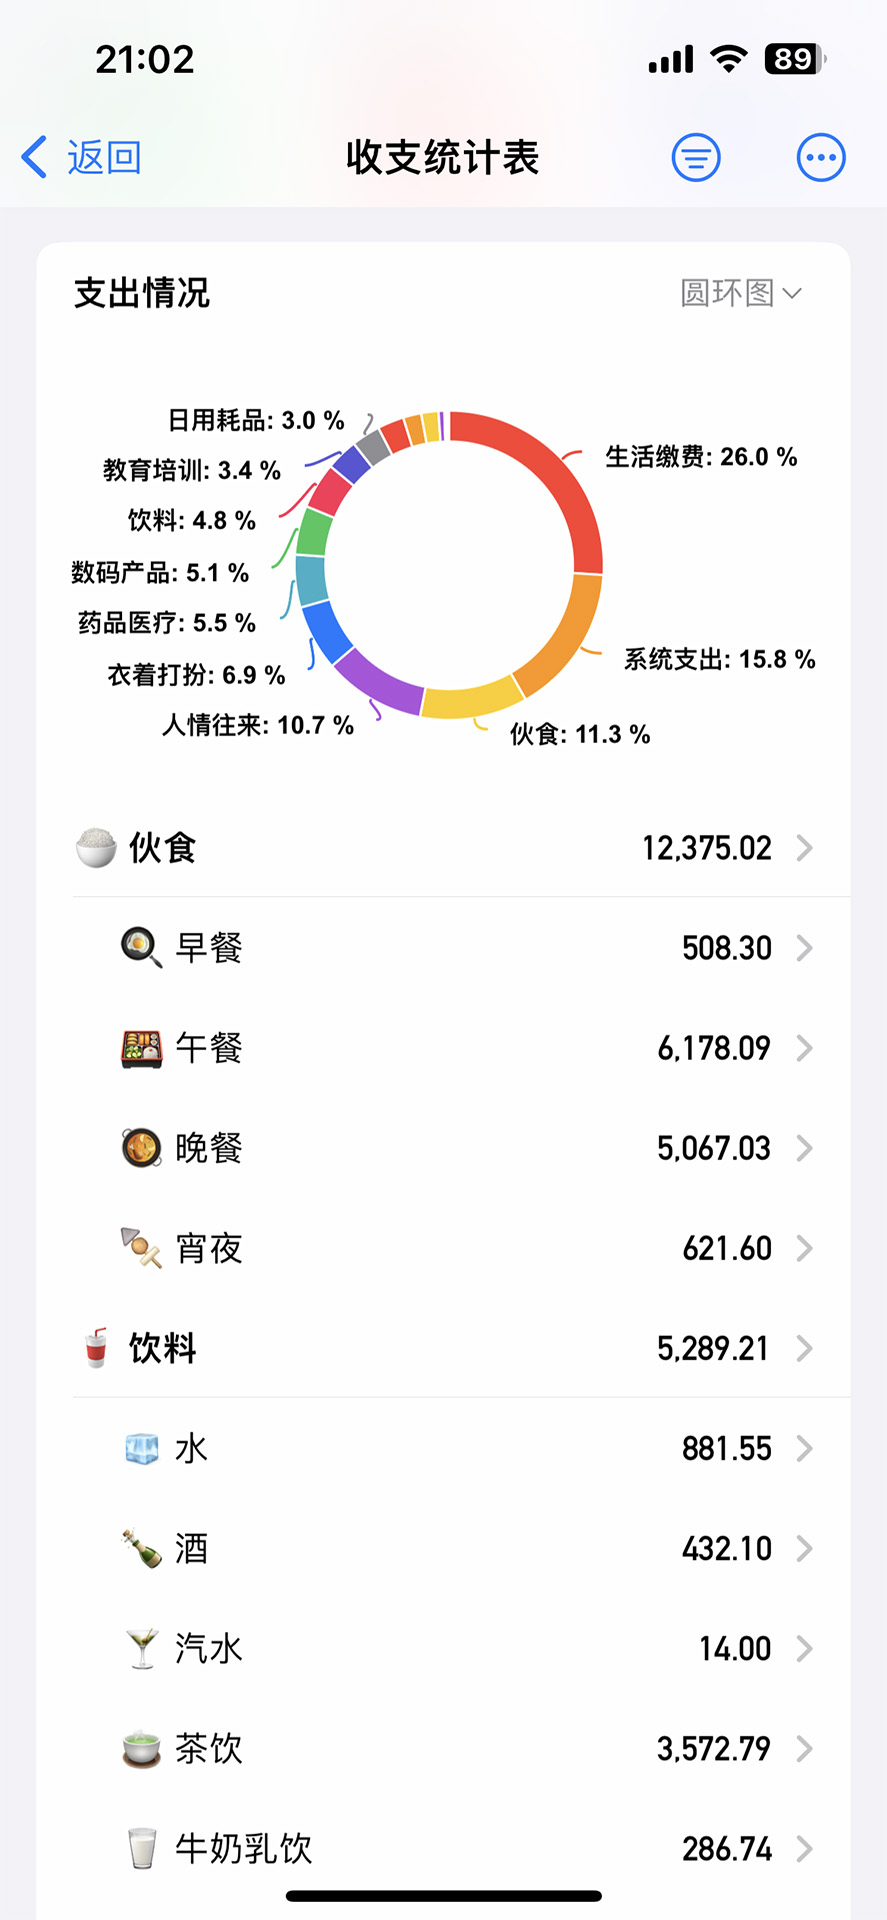 21:02
89
返回
收支统计表
支出情况
圆环图
日用耗品: 3.0 %
生活缴费: 26.0 %
教育培训: 3.4 %
饮料: 4.8 %
数码产品: 5.1 %
药品医疗: 5.5 %
系统支出: 15.8 %
衣着打扮: 6.9 %
人情往来: 10.7 %
伙食: 11.3 %
伙食 12,375.02
早餐 508.30
午餐 6,178.09
晚餐 5,067.03
宵夜 621.60
饮料 5,289.21
水 881.55
酒 432.10
汽水 14.00
茶饮 3,572.79
牛奶乳饮 286.74